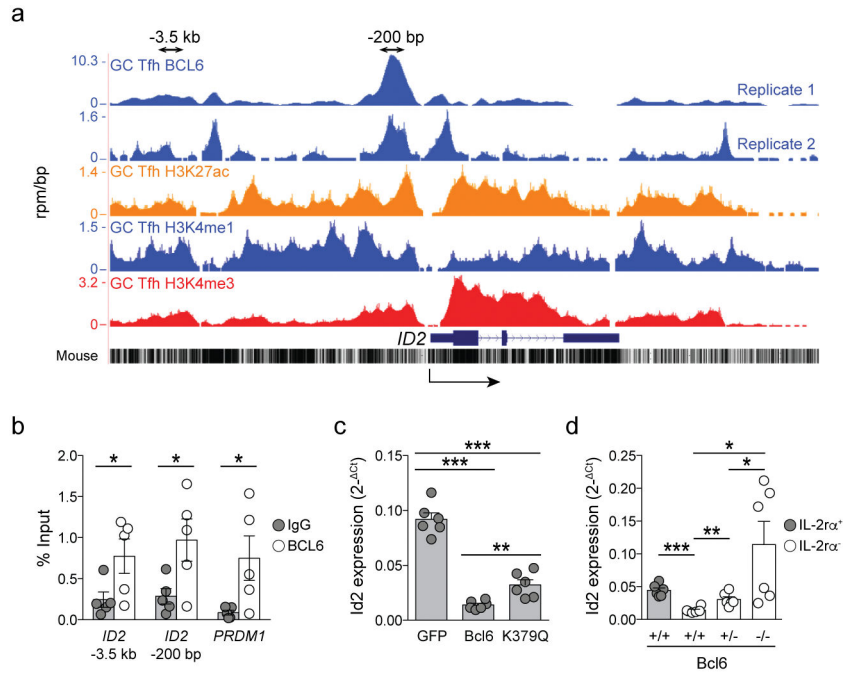 a
-3.5 kb
-200 bp
10.3
GC Tfh BCL6
0
Replicate 1
1.6
Replicate 2
0
1.4
GC Tfh H3K27ac
0
1.5
GC Tfh H3K4me1
0
3.2
GC Tfh H3K4me3
0
rpm/bp
ID2
Mouse
b
% Input
2.0
1.5
1.0
0.5
0.0
* * *
IgG
BCL6
ID2 ID2 PRDM1
-3.5 kb -200 bp
c
Id2 expression (2-ΔCt)
0.15
0.10
0.05
0.00
***
***
**
GFP Bcl6 K379Q
d
Id2 expression (2-ΔCt)
0.25
0.20
0.15
0.10
0.05
0.00
*
*
**
***
IL-2rα+
IL-2rα-
+/+ +/+ +/- -/-
Bcl6